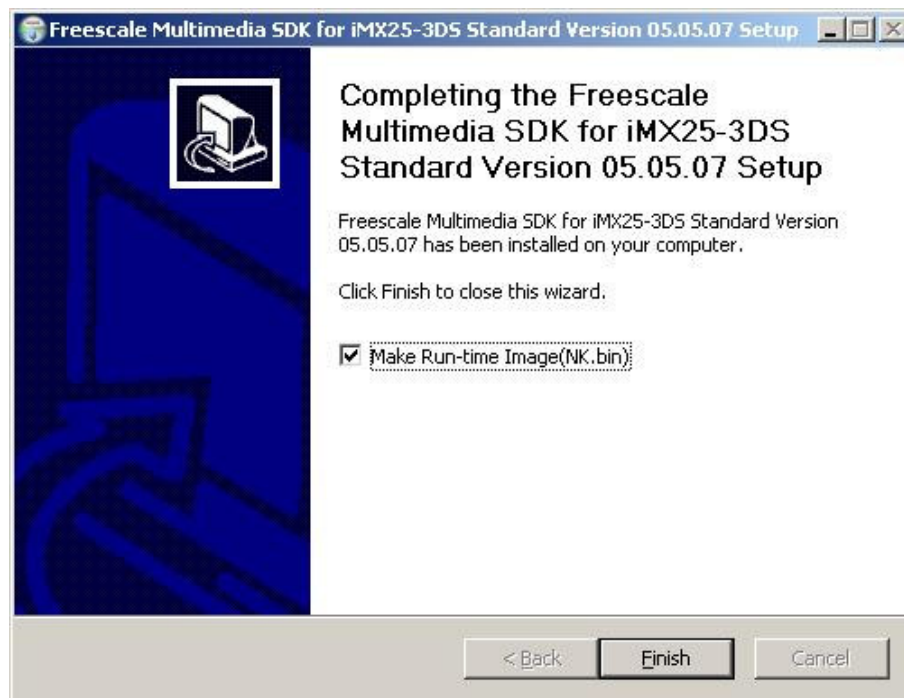 Freescale Multimedia SDK for iMX25-3DS Standard Version 05.05.07 Setup
Completing the Freescale
Multimedia SDK for iMX25-3DS
Standard Version 05.05.07 Setup
Freescale Multimedia SDK for iMX25-3DS Standard Version
05.05.07 has been installed on your computer.
Click Finish to close this wizard.
Make Run-time Image(NK.bin)
< Back
Finish
Cancel